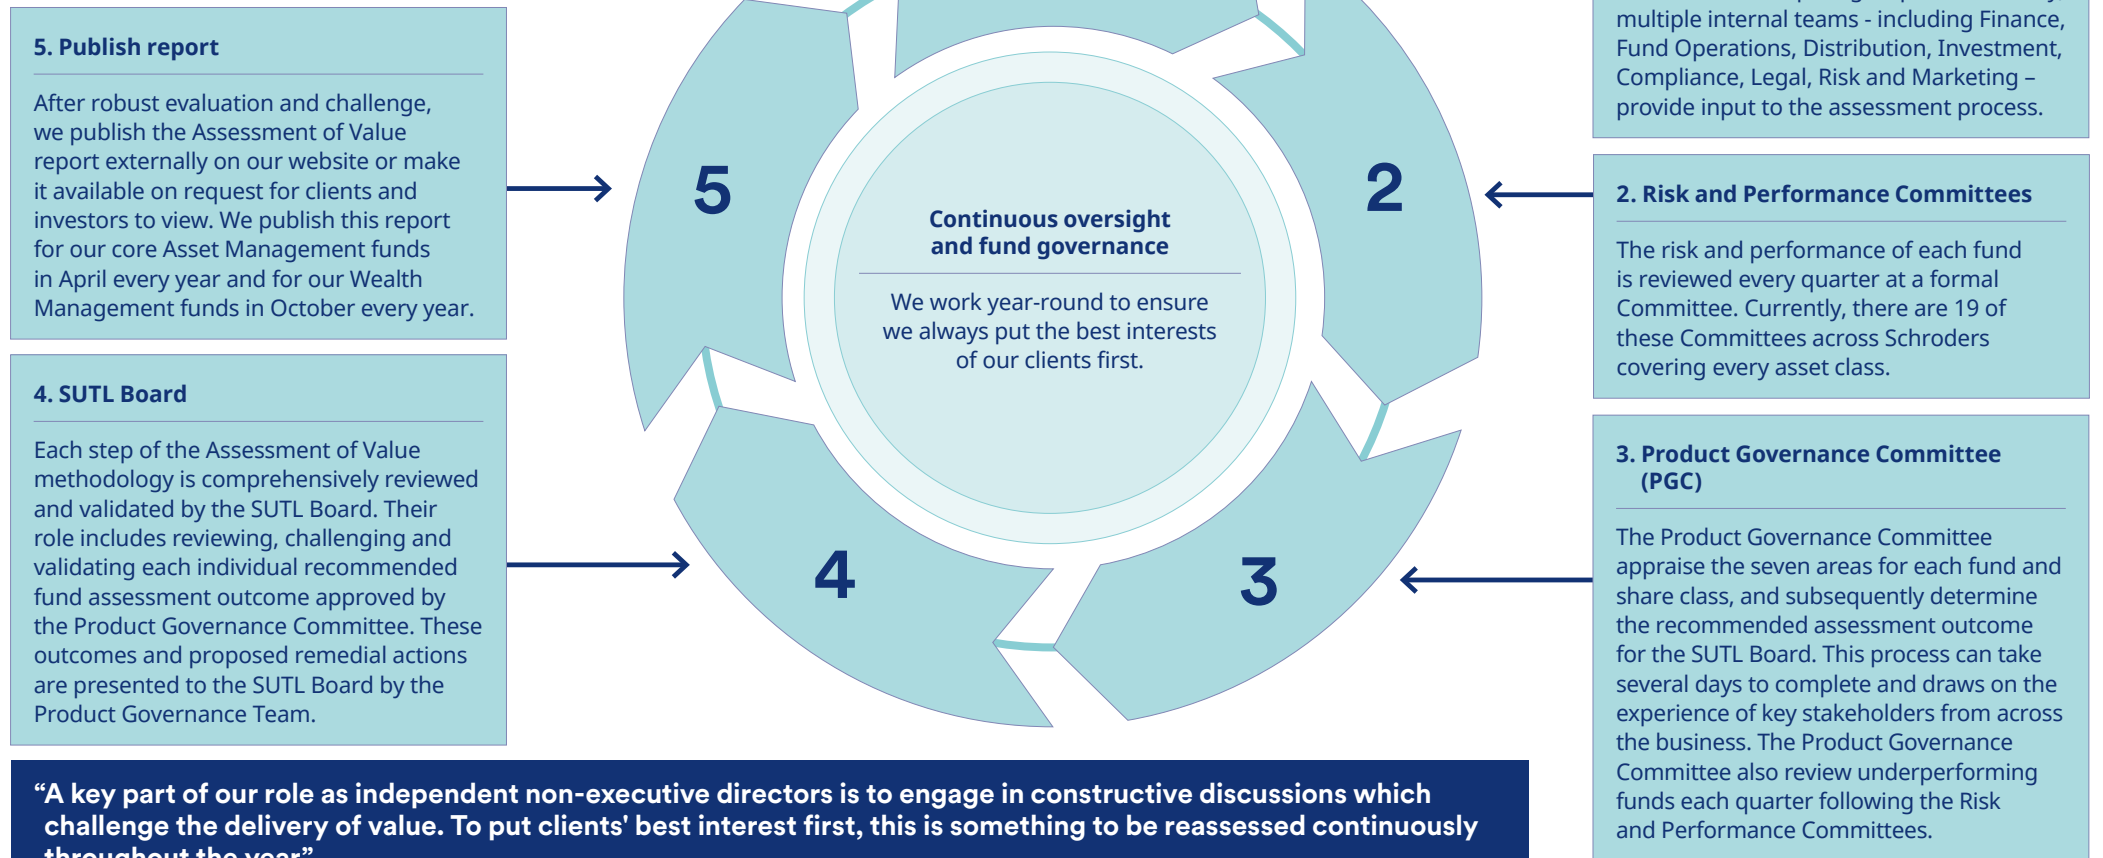 5. Publish report
After robust evaluation and challenge,
we publish the Assessment of Value
report externally on our website or make
it available on request for clients and
investors to view. We publish this report
for our core Asset Management funds
in April every year and for our Wealth
Management funds in October every year.
4. SUTL Board
Each step of the Assessment of Value
methodology is comprehensively reviewed
and validated by the SUTL Board. Their
role includes reviewing, challenging and
validating each individual recommended
fund assessment outcome approved by
the Product Governance Committee. These
outcomes and proposed remedial actions
are presented to the SUTL Board by the
Product Governance Team.
5
4
Continuous oversight
and fund governance
We work year-round to ensure
we always put the best interests
of our clients first.
2
3
multiple internal teams - including Finance,
Fund Operations, Distribution, Investment,
Compliance, Legal, Risk and Marketing –
provide input to the assessment process.
2. Risk and Performance Committees
The risk and performance of each fund
is reviewed every quarter at a formal
Committee. Currently, there are 19 of
these Committees across Schroders
covering every asset class.
3. Product Governance Committee
(PGC)
The Product Governance Committee
appraise the seven areas for each fund and
share class, and subsequently determine
the recommended assessment outcome
for the SUTL Board. This process can take
several days to complete and draws on the
experience of key stakeholders from across
the business. The Product Governance
Committee also review underperforming
funds each quarter following the Risk
and Performance Committees.
“A key part of our role as independent non-executive directors is to engage in constructive discussions which
challenge the delivery of value. To put clients' best interest first, this is something to be reassessed continuously
throughout the year”